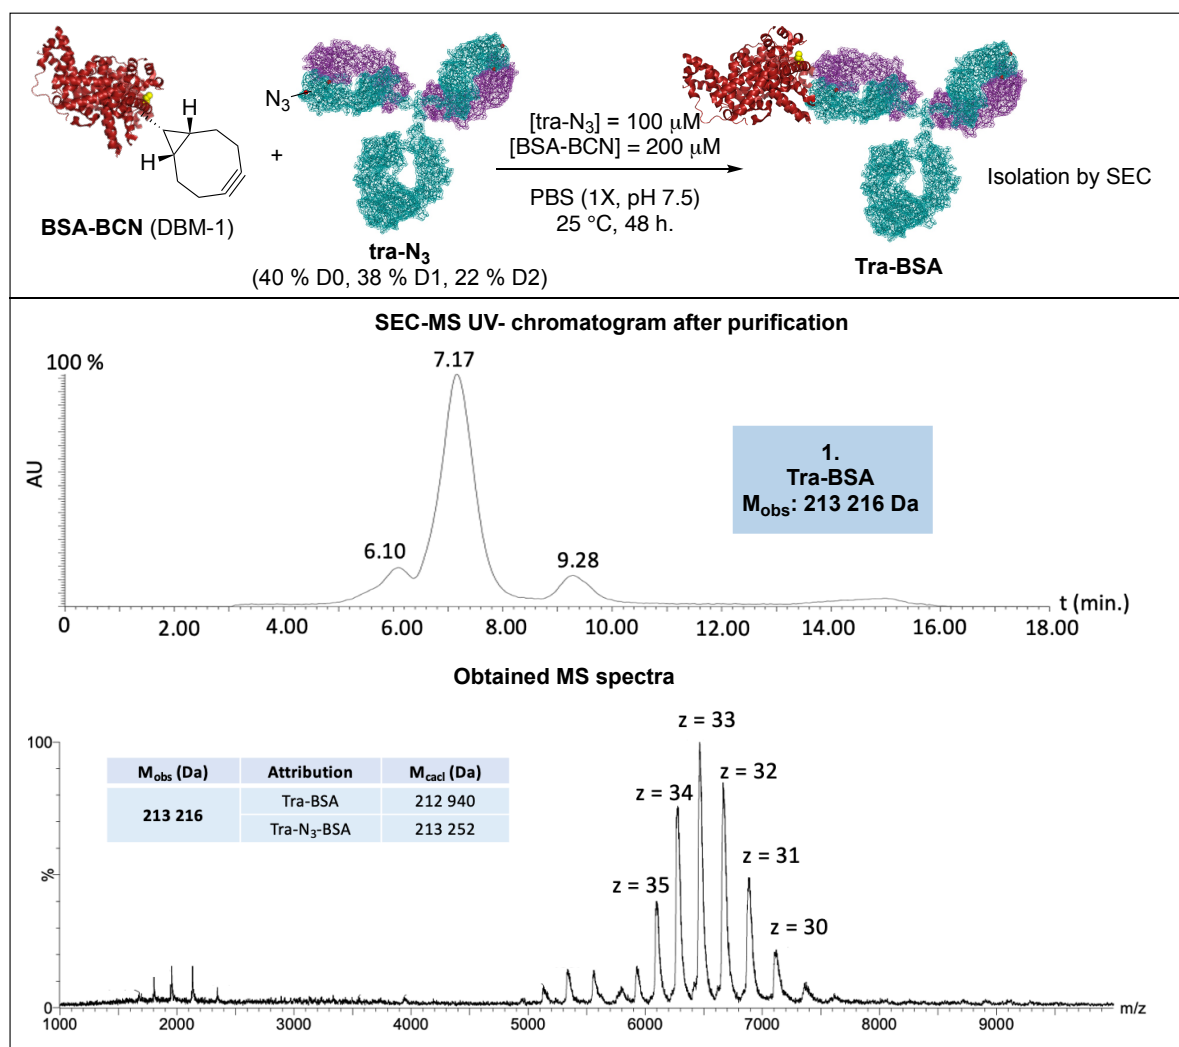 N₃
H
H
+
[tra-N₃] = 100 μM
[BSA-BCN] = 200 μM
PBS (1X, pH 7.5)
25 °C, 48 h.
Isolation by SEC
BSA-BCN (DBM-1)
tra-N₃
(40 % D0, 38 % D1, 22 % D2)
Tra-BSA
SEC-MS UV- chromatogram after purification
100 %
AU
7.17
6.10
9.28
1.
Tra-BSA
M_obs: 213 216 Da
t (min.)
0 2.00 4.00 6.00 8.00 10.00 12.00 14.00 16.00 18.00
Obtained MS spectra
100
%
0
M_obs (Da) Attribution M_cacl (Da)
213 216
Tra-BSA 212 940
Tra-N₃-BSA 213 252
z = 33
z = 32
z = 34
z = 31
z = 35
z = 30
1000 2000 3000 4000 5000 6000 7000 8000 9000 m/z